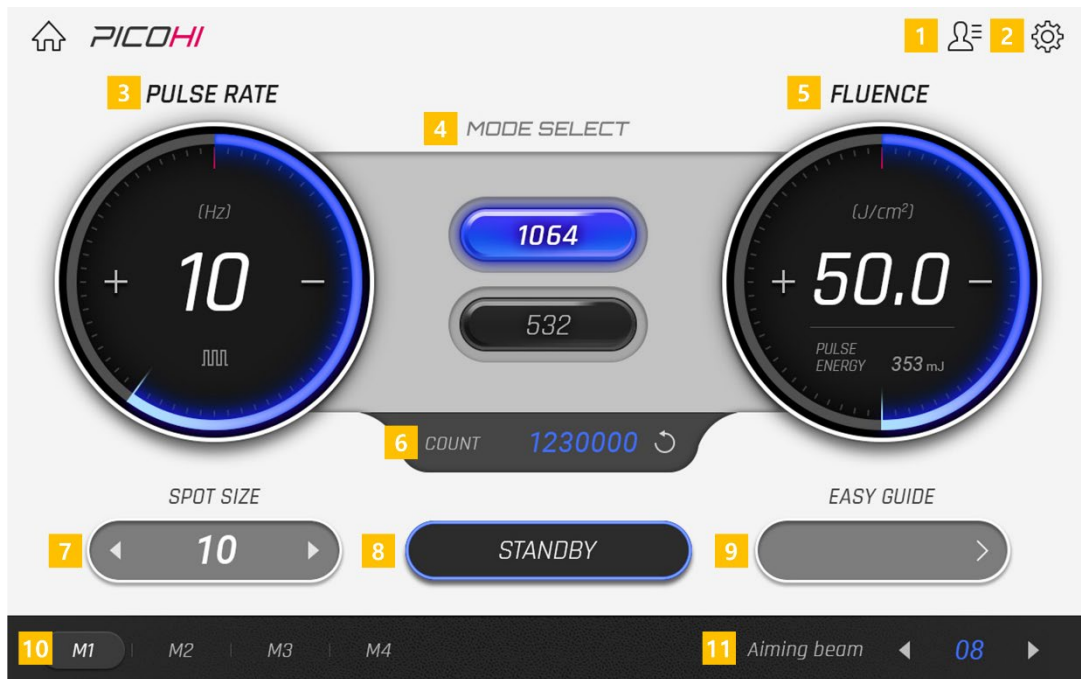 PICOHI
1
2
3 PULSE RATE
4 MODE SELECT
5 FLUENCE
(Hz)
+ 10 −
1064
532
(J/cm²)
+ 50.0 −
PULSE ENERGY 353 mJ
6 COUNT 1230000
SPOT SIZE
7 10
8 STANDBY
EASY GUIDE
9
10 M1 M2 M3 M4
11 Aiming beam 08